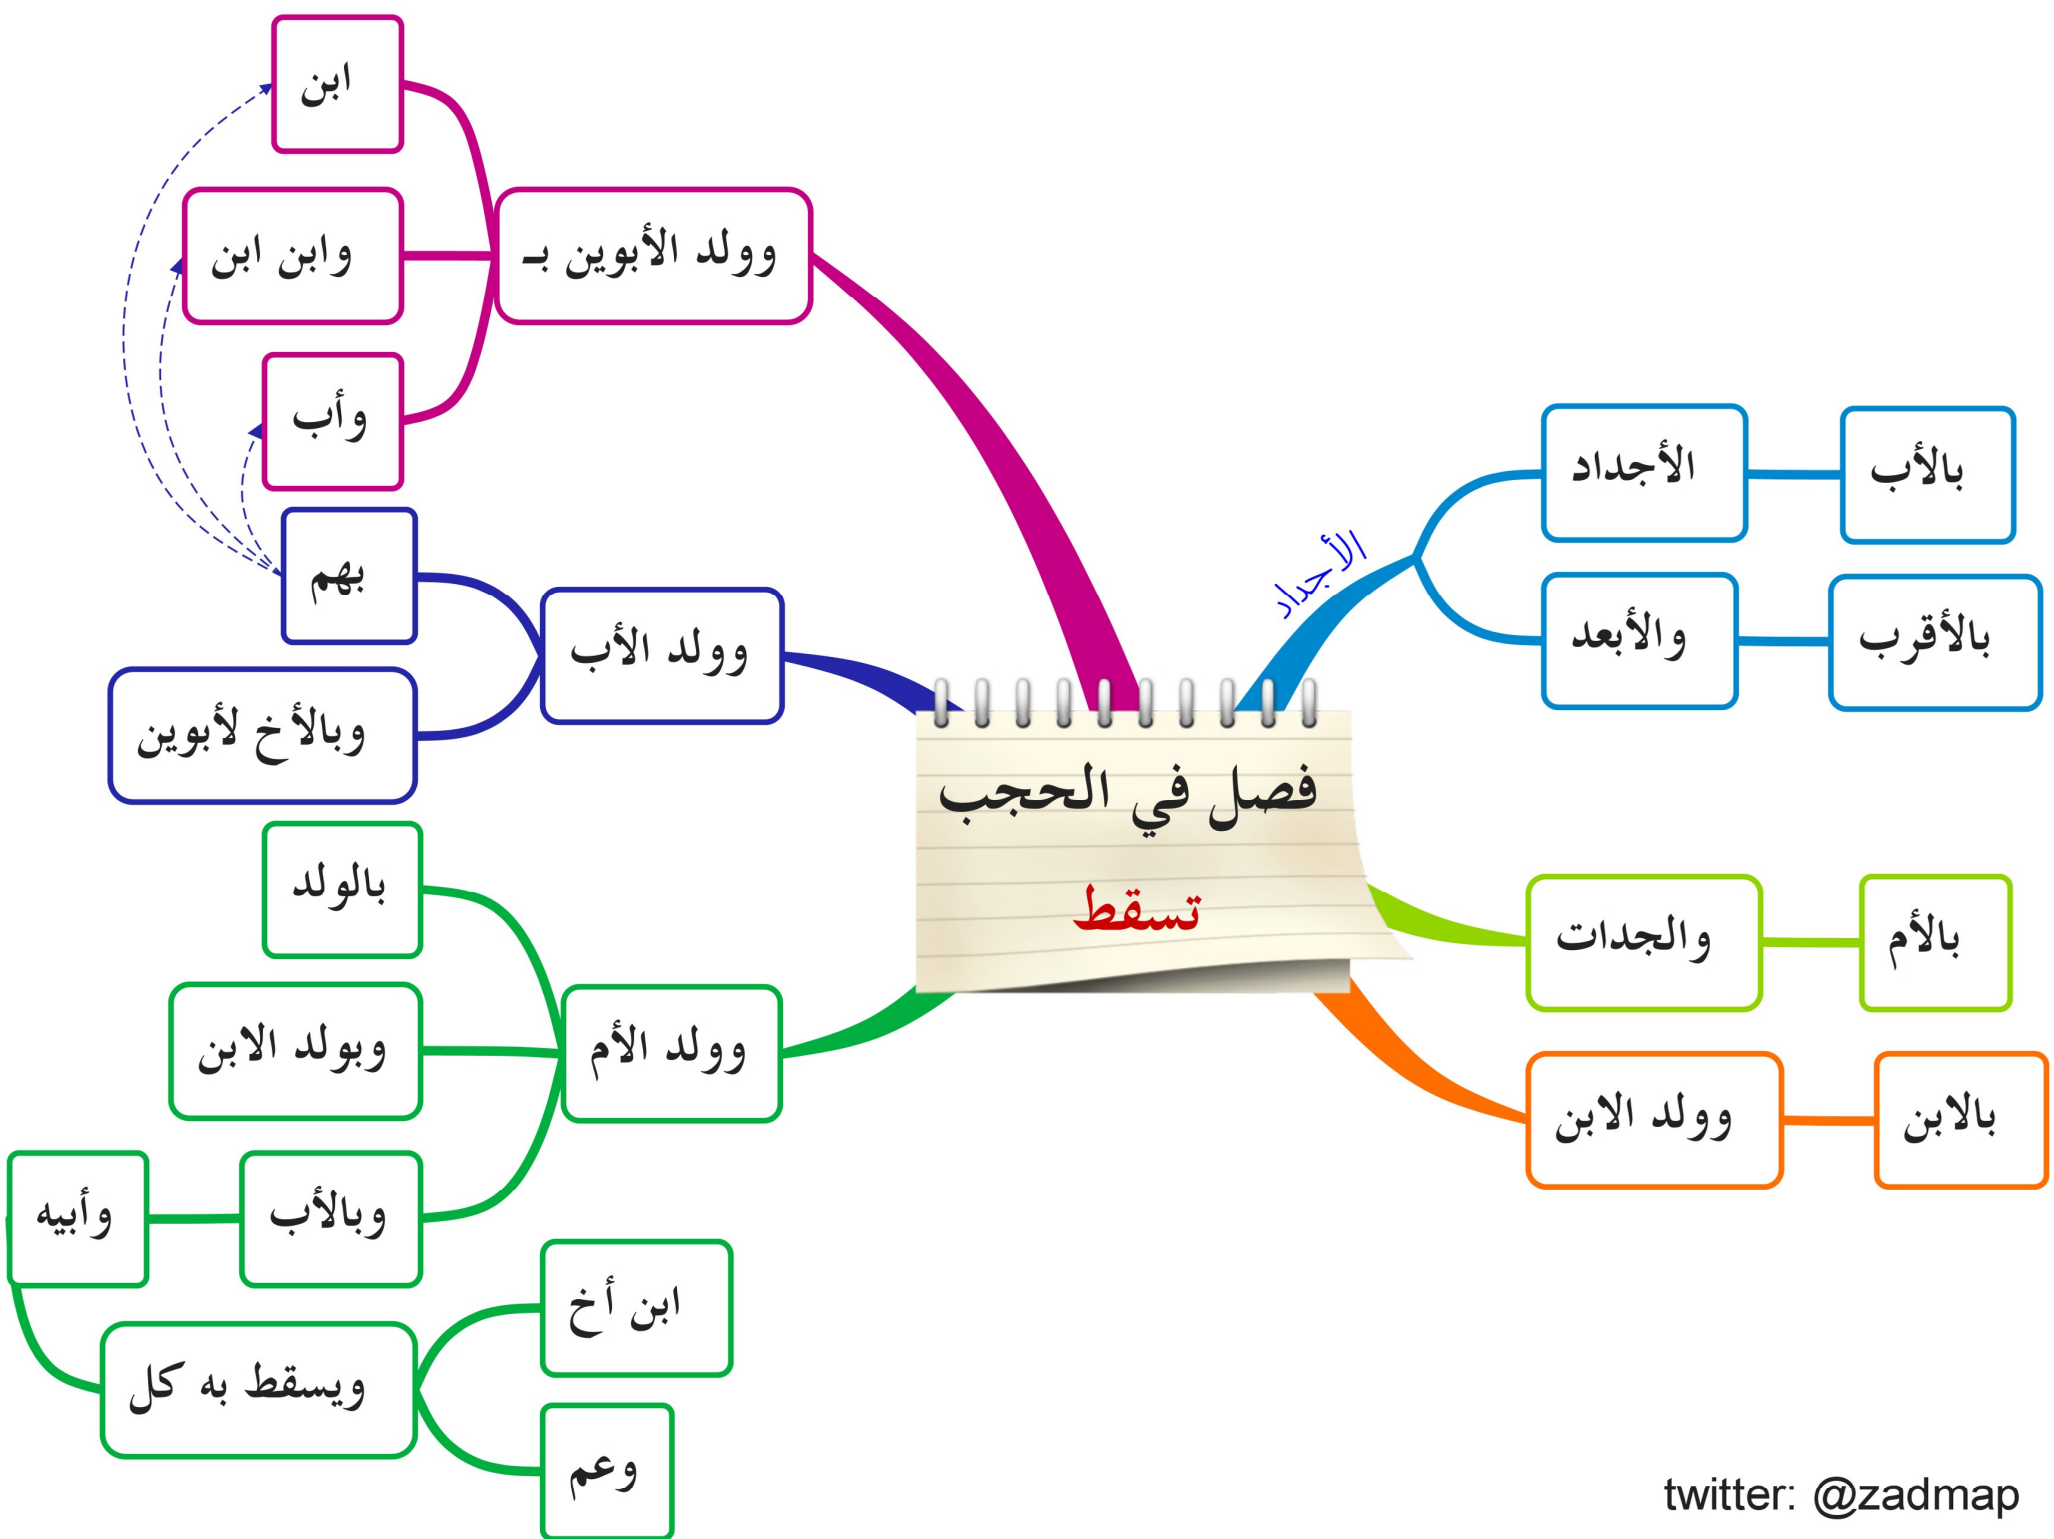 فصل في الحجب
تسقط
الأجداد
الأجداد
بالأب
والأبعد
بالأقرب
والجدات
بالأم
وولد الابن
بالابن
وولد الأبوين بـ
ابن
وابن ابن
وأب
وولد الأب
بهم
وبالأخ لأبوين
وولد الأم
بالولد
وبولد الابن
وبالأب
وأبيه
ويسقط به كل
ابن أخ
وعم
twitter: @zadmap